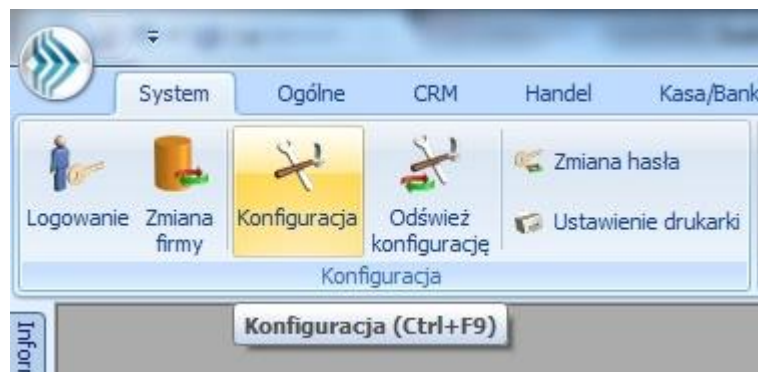 System Ogólne CRM Handel Kasa/Bank
Logowanie
Zmiana
firmy
Konfiguracja
Odśwież
konfigurację
Zmiana hasła
Ustawienie drukarki
Konfiguracja
Konfiguracja (Ctrl+F9)